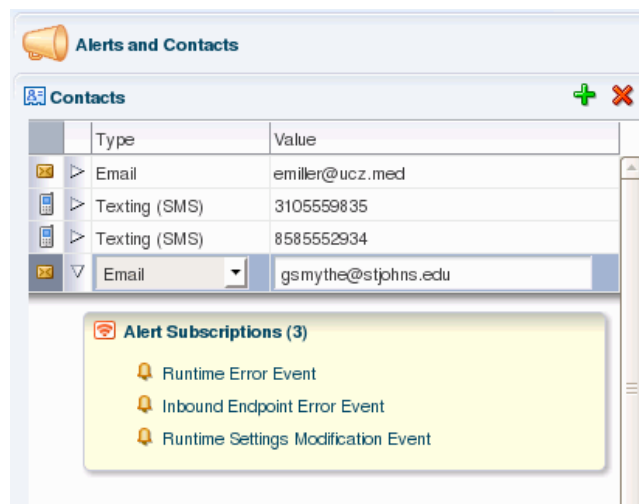 Alerts and Contacts
Contacts
Type Value
Email emiller@ucz.med
Texting (SMS) 3105559835
Texting (SMS) 8585552934
Email gsmythe@stjohns.edu
Alert Subscriptions (3)
Runtime Error Event
Inbound Endpoint Error Event
Runtime Settings Modification Event